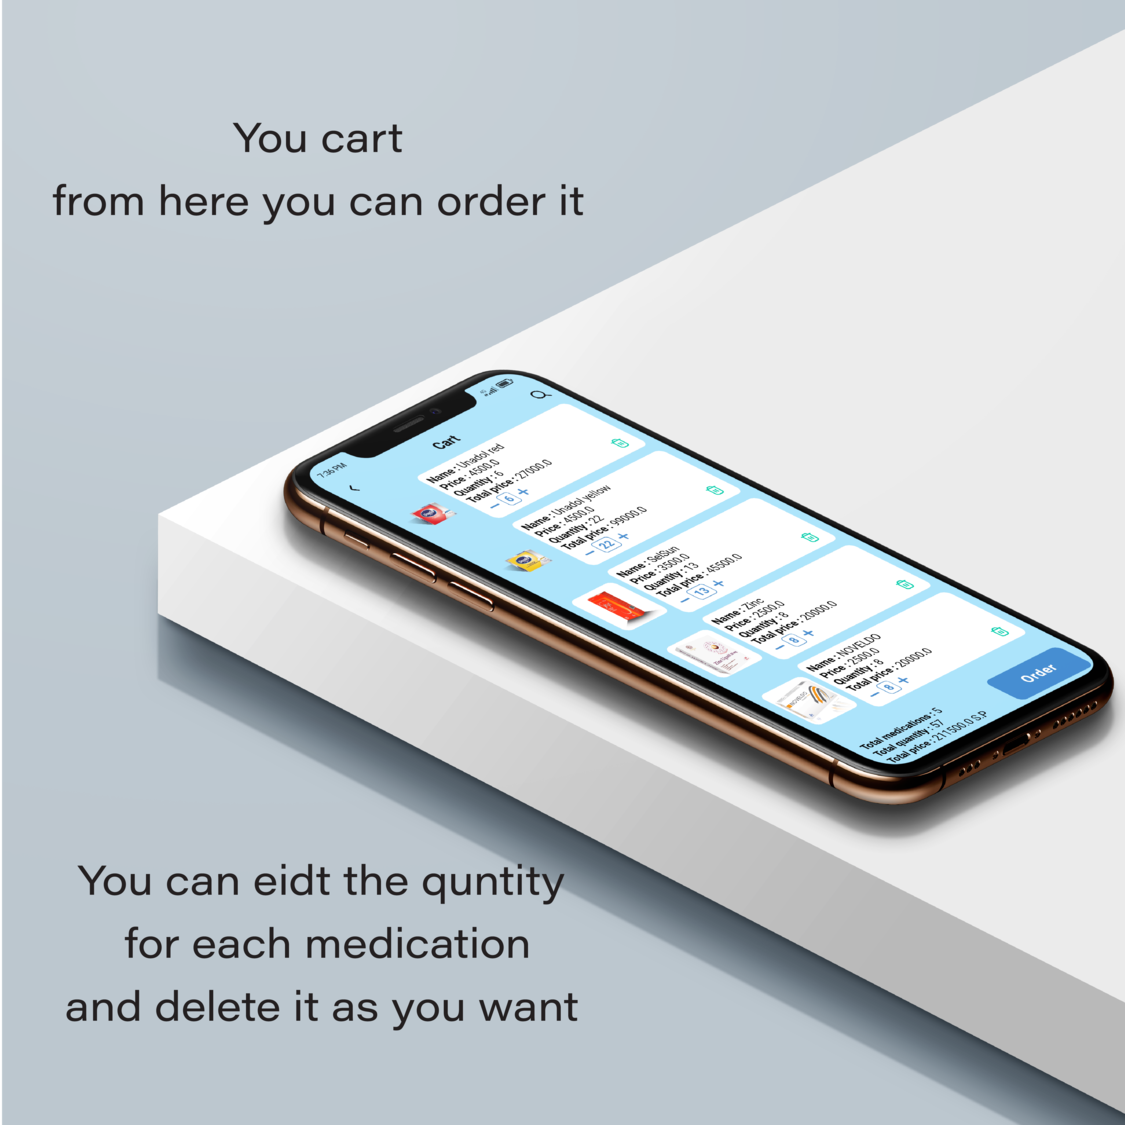 You cart
from here you can order it
7:36 PM
Cart
Name : Unadol red
Price : 4500.0
Quantity : 6
Total price : 27000.0
− 6 +
Name : Unadol yellow
Price : 4500.0
Quantity : 22
Total price : 99000.0
− 22 +
Name : SelSun
Price : 3500.0
Quantity : 13
Total price : 45500.0
− 13 +
Name : Zinc
Price : 2500.0
Quantity : 8
Total price : 20000.0
− 8 +
Name : NOVELDO
Price : 2500.0
Quantity : 8
Total price : 20000.0
− 8 +
Order
Total medications : 5
Total quantity : 57
Total price : 211500.0 S.P
You can eidt the quntity
for each medication
and delete it as you want